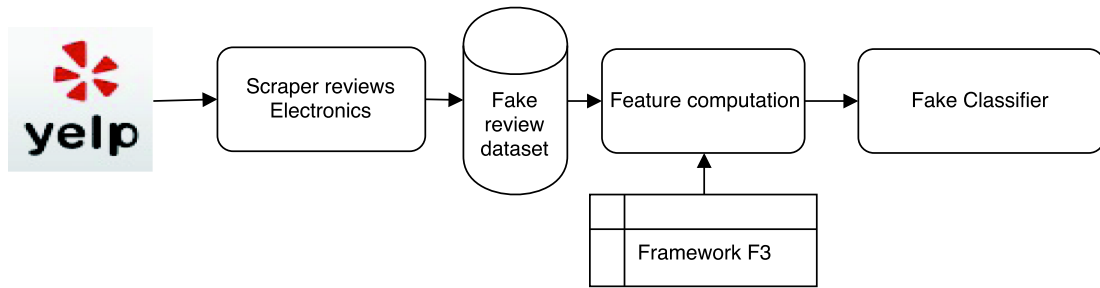 yelp
Scraper reviews
Electronics
Fake
review
dataset
Feature computation
Fake Classifier
Framework F3